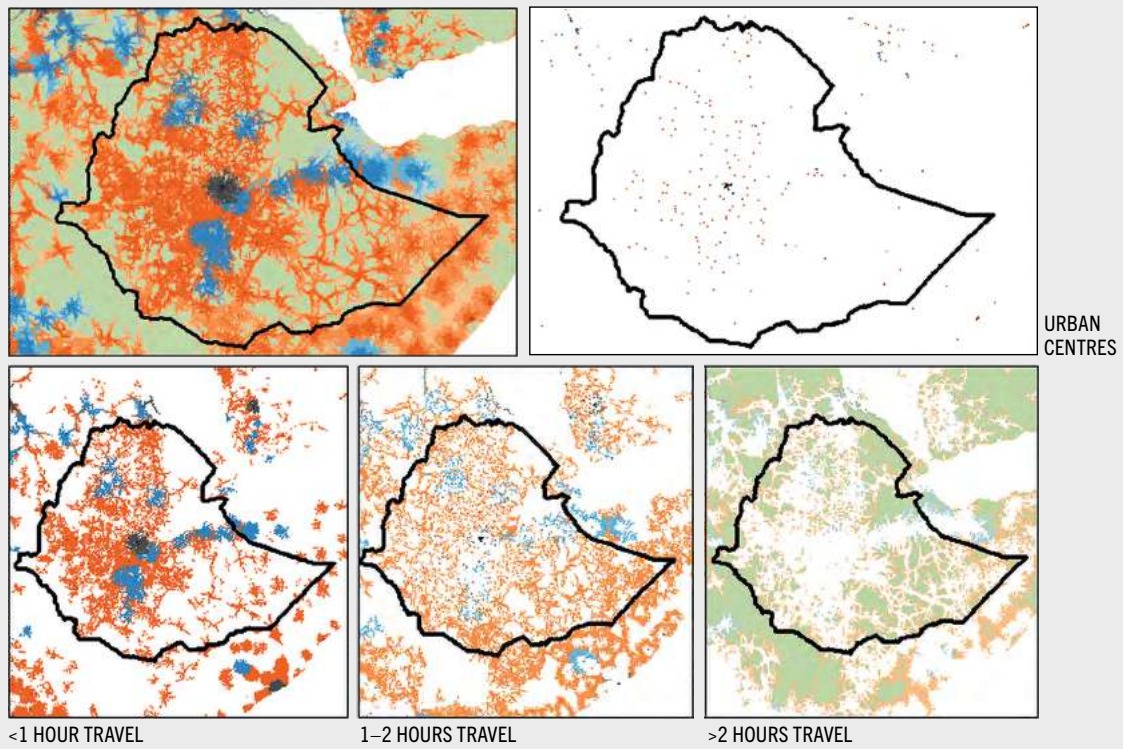 URBAN
CENTRES
<1 HOUR TRAVEL
1–2 HOURS TRAVEL
>2 HOURS TRAVEL